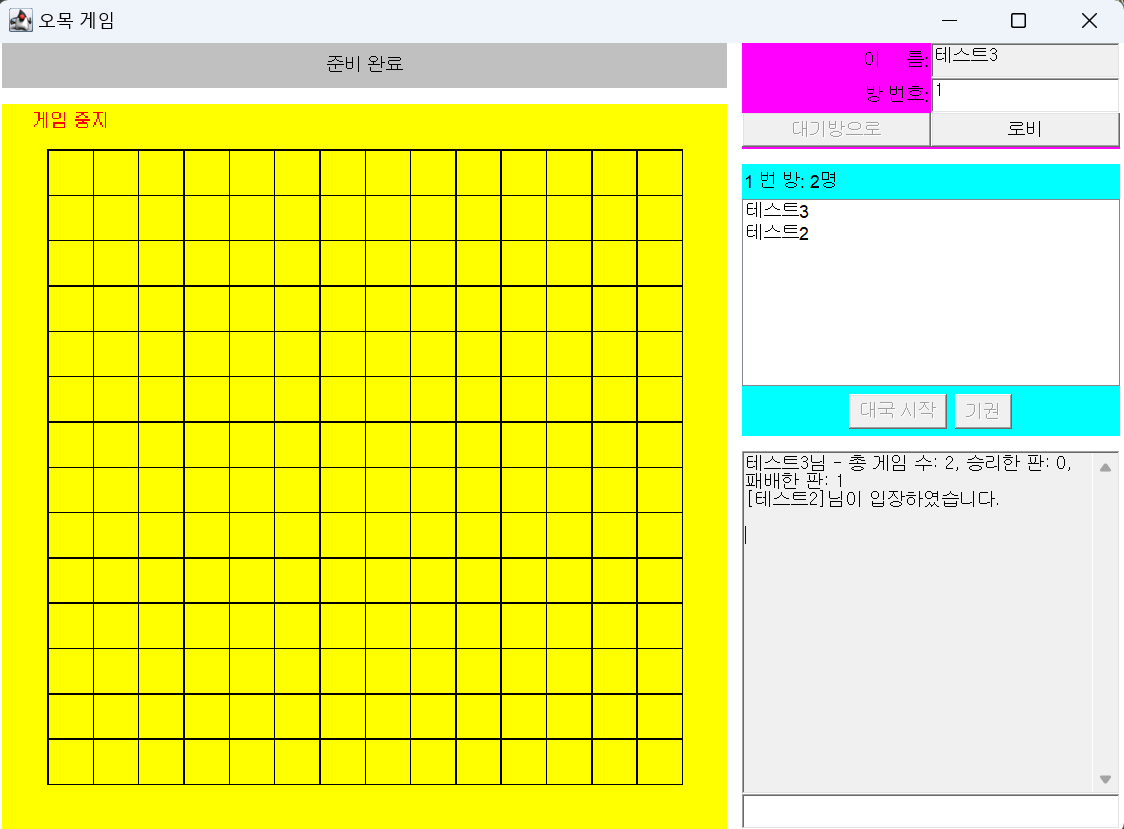 오목 게임
준비 완료
게임 중지
이 름:
테스트3
방 번호:
1
대기방으로
로비
1 번 방: 2명
테스트3
테스트2
대국 시작
기권
테스트3님 - 총 게임 수: 2, 승리한 판: 0,
패배한 판: 1
[테스트2]님이 입장하였습니다.